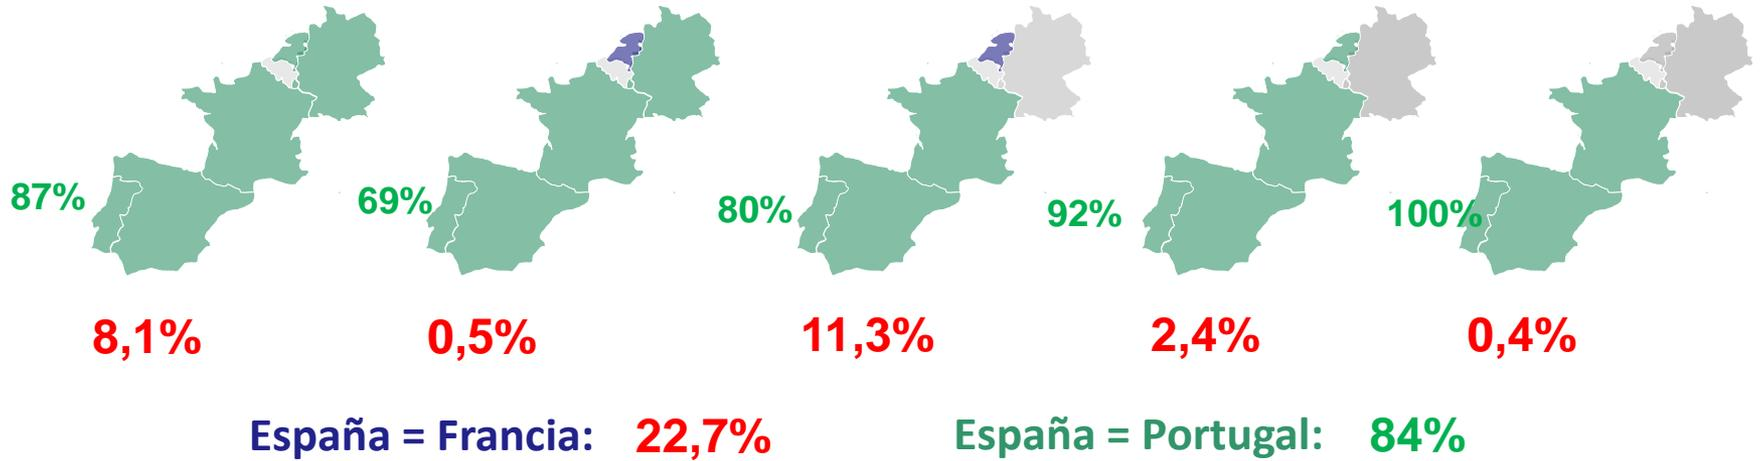 87% 69% 80% 92% 100%
8,1% 0,5% 11,3% 2,4% 0,4%
España = Francia: 22,7% España = Portugal: 84%